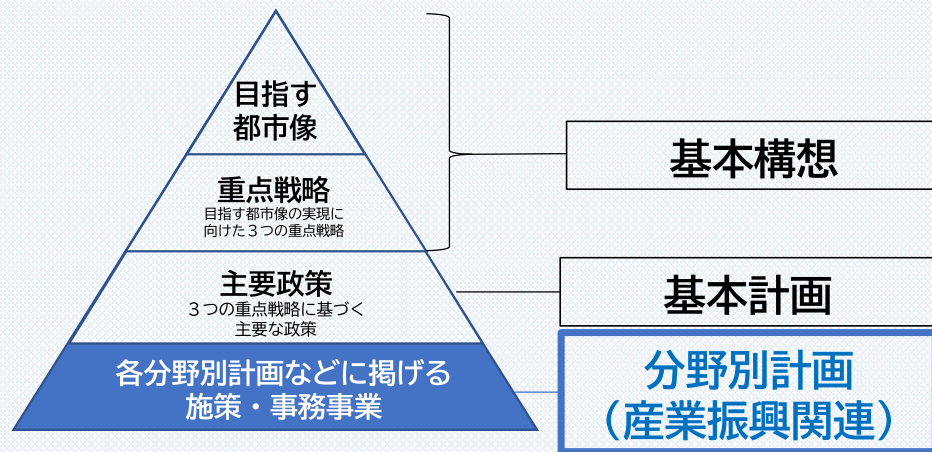 目指す
都市像
基本構想
重点戦略
目指す都市像の実現に
向けた３つの重点戦略
主要政策
３つの重点戦略に基づく
主要な政策
基本計画
各分野別計画などに掲げる
施策・事務事業
分野別計画
（産業振興関連）